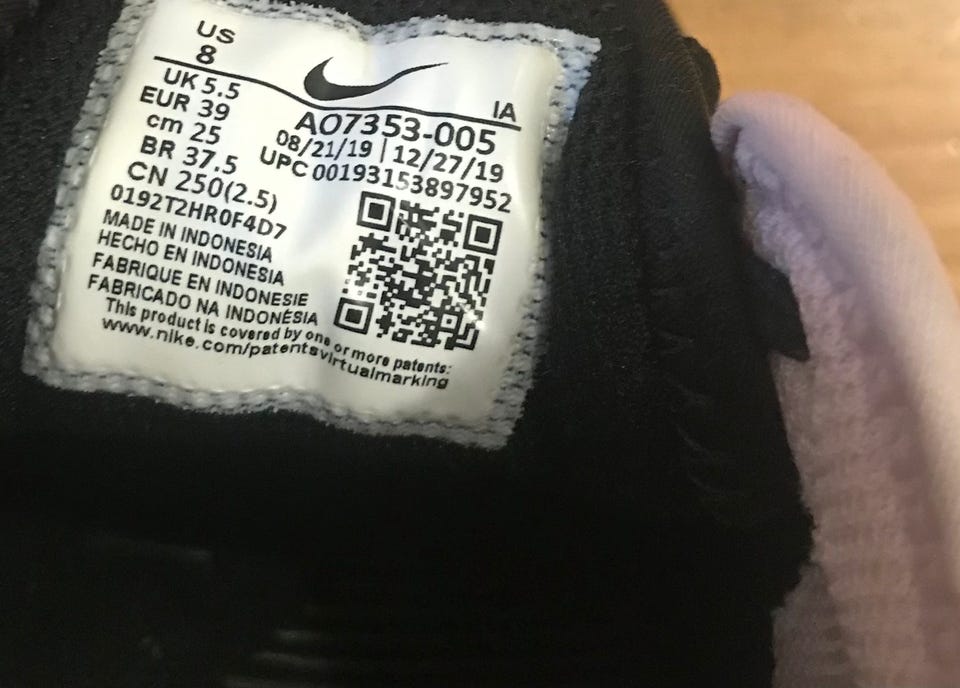 US
8
UK 5.5
EUR 39
cm 25
BR 37.5
CN 250(2.5)
0192T2HR0F4D7
IA
AO7353-005
08/21/19 | 12/27/19
UPC 00193153897952
MADE IN INDONESIA
HECHO EN INDONESIA
FABRIQUE EN INDONESIE
FABRICADO NA INDONÉSIA
This product is covered by one or more patents:
www.nike.com/patentsvirtualmarking